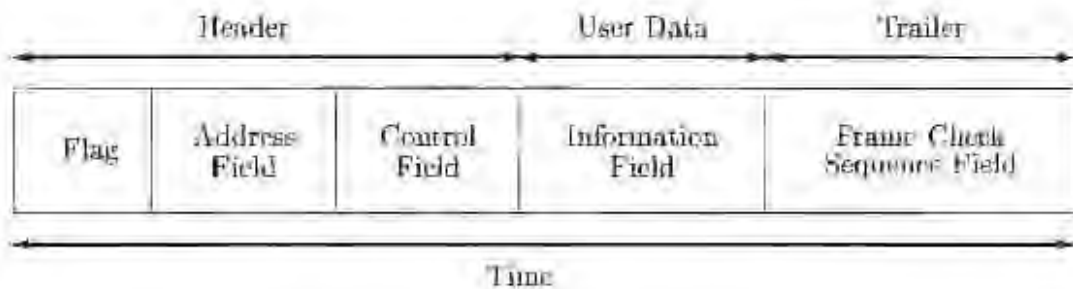 Header User Data Trailer
Flag Address Field Control Field Information Field Frame Check Sequence Field
Time